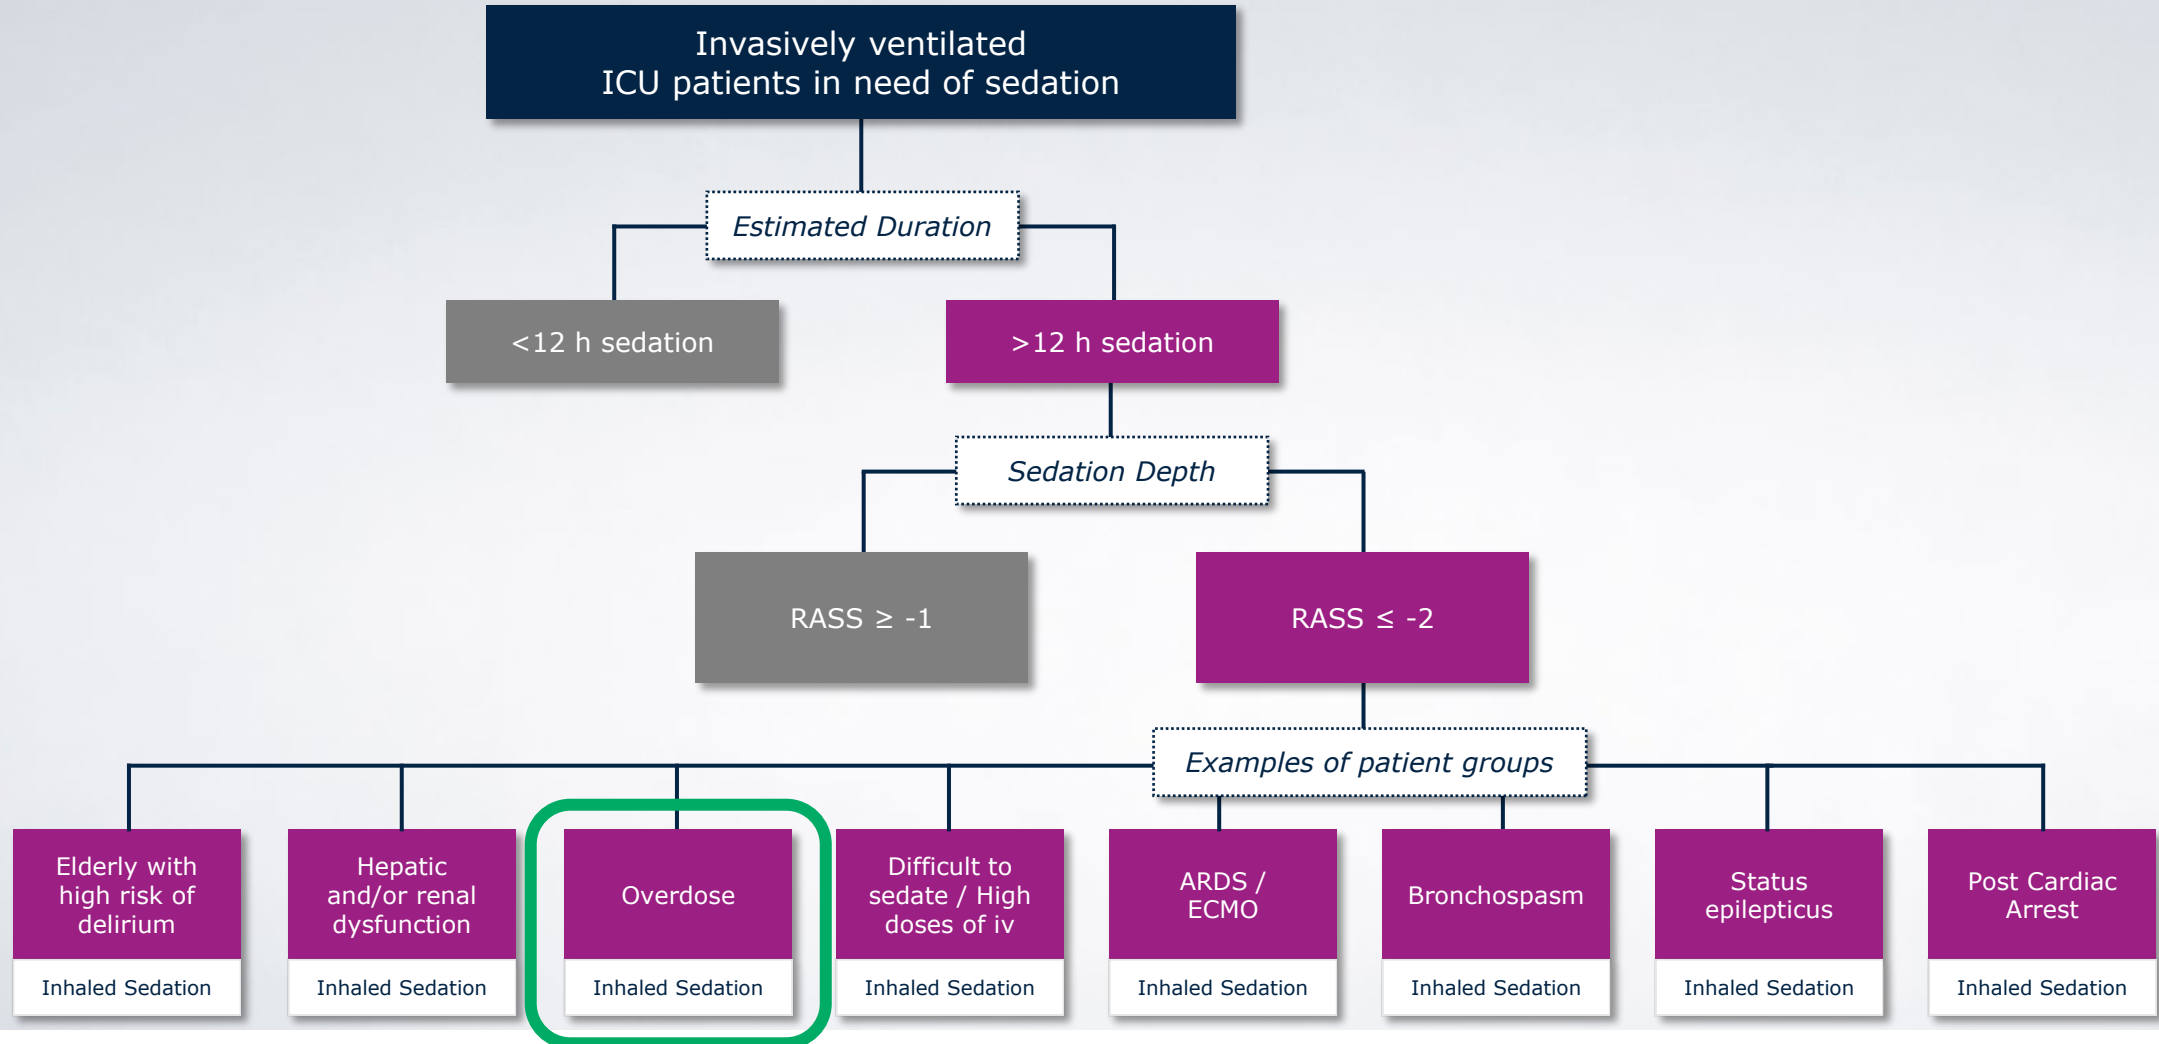 Invasively ventilated
ICU patients in need of sedation
Estimated Duration
<12 h sedation
>12 h sedation
Sedation Depth
RASS ≥ -1
RASS ≤ -2
Examples of patient groups
Elderly with
high risk of
delirium
Inhaled Sedation
Hepatic
and/or renal
dysfunction
Inhaled Sedation
Overdose
Inhaled Sedation
Difficult to
sedate / High
doses of iv
Inhaled Sedation
ARDS /
ECMO
Inhaled Sedation
Bronchospasm
Inhaled Sedation
Status
epilepticus
Inhaled Sedation
Post Cardiac
Arrest
Inhaled Sedation